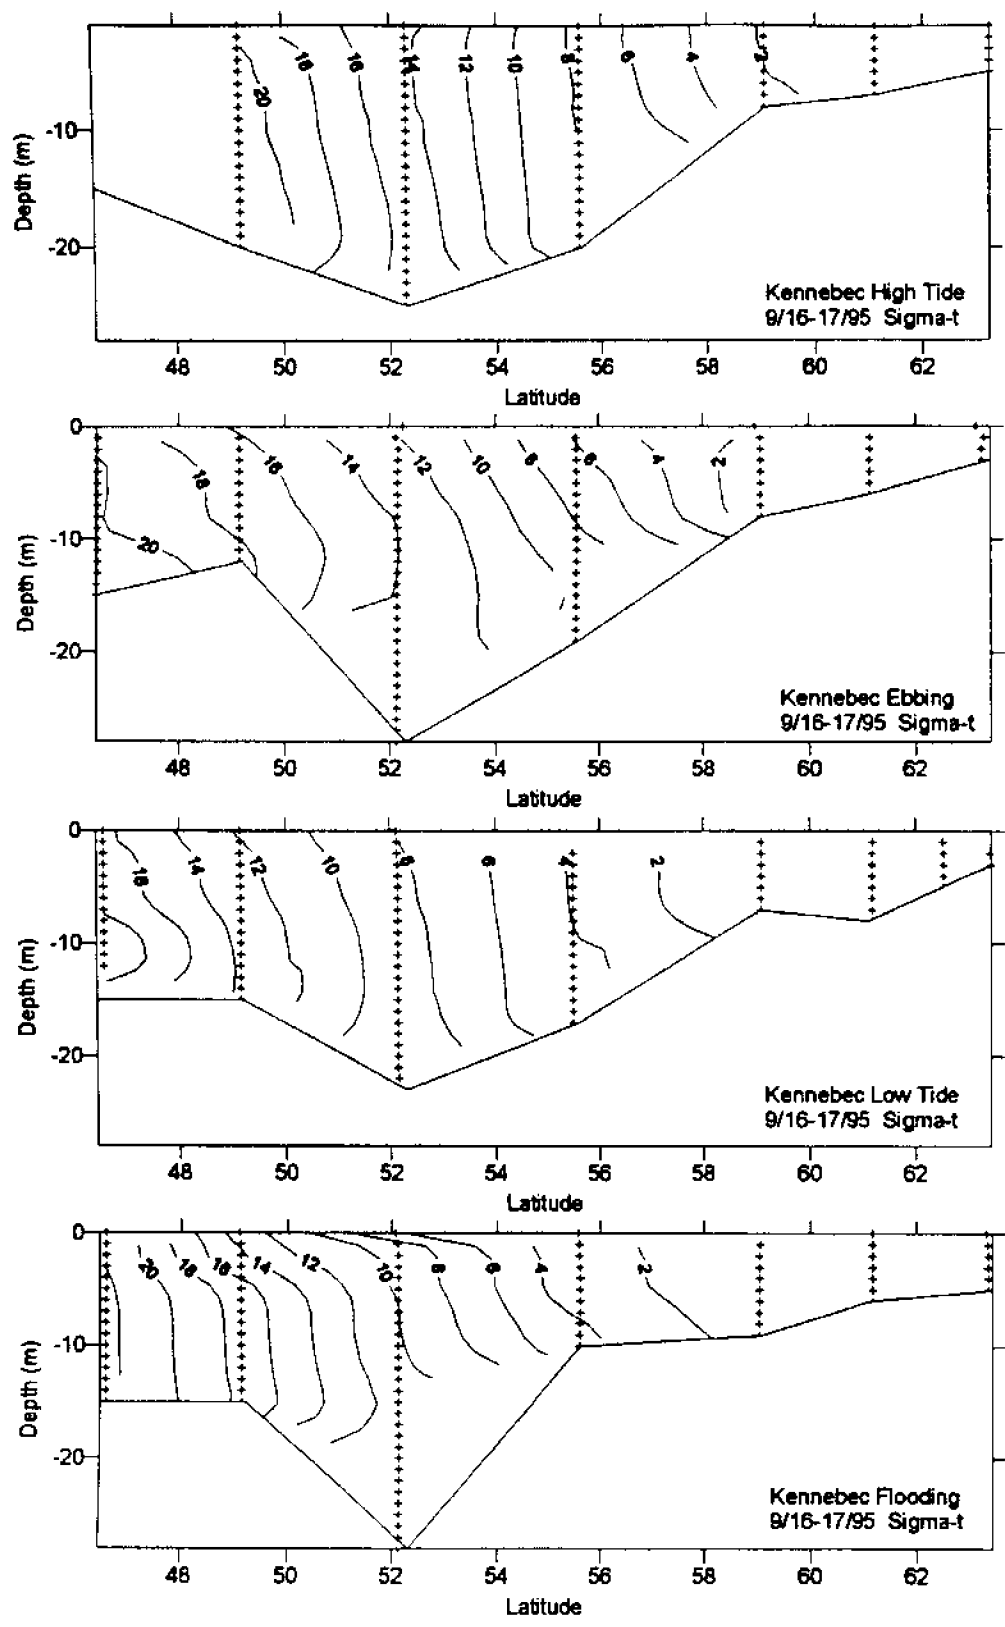 20 18 16 14 12 10 8 6 4 2
-10
-20
Depth (m)
Kennebec High Tide
9/16-17/95 Sigma-t
48 50 52 54 56 58 60 62
Latitude
0
18 16 14 12 10 8 6 4 2
-10
20
-20
Depth (m)
Kennebec Ebbing
9/16-17/95 Sigma-t
48 50 52 54 56 58 60 62
Latitude
0
14 12 10 8 6 2
-10
-20
Depth (m)
Kennebec Low Tide
9/16-17/95 Sigma-t
48 50 52 54 56 58 60 62
Latitude
0
20 18 16 14 12 10 8 6 4 2
-10
-20
Depth (m)
Kennebec Flooding
9/16-17/95 Sigma-t
48 50 52 54 56 58 60 62
Latitude